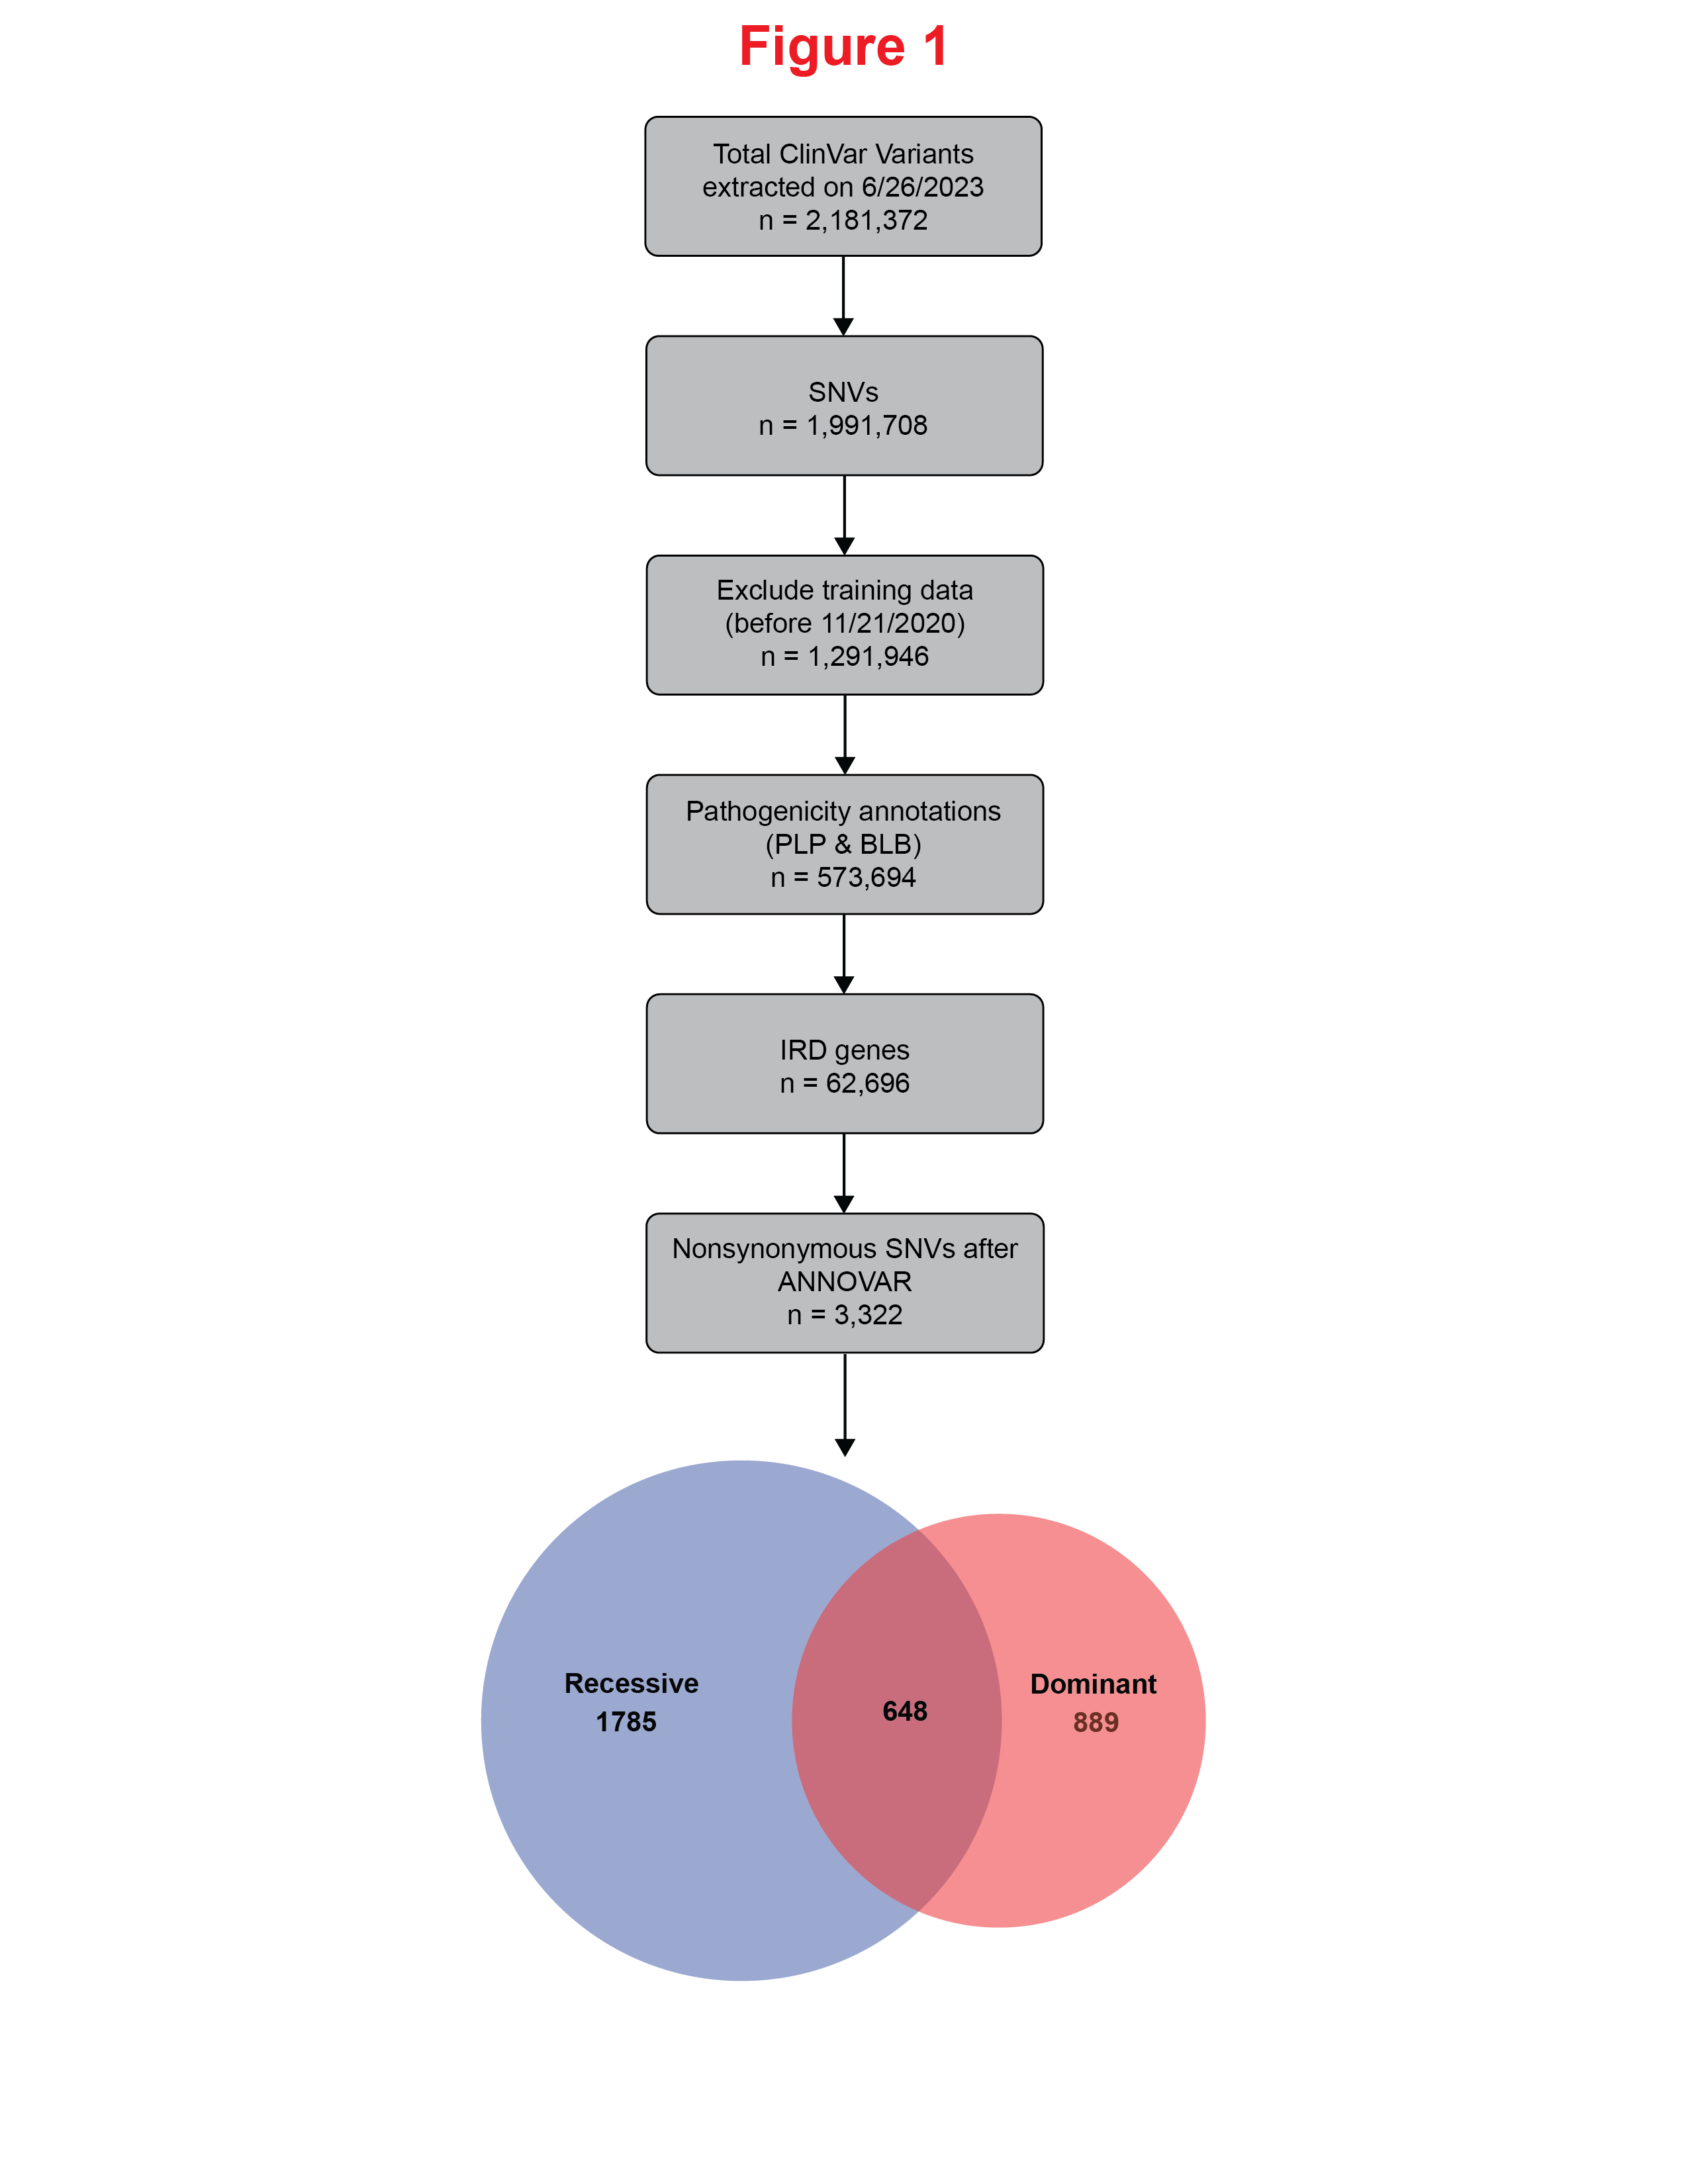 Figure 1
Total ClinVar Variants
extracted on 6/26/2023
n = 2,181,372
SNVs
n = 1,991,708
Exclude training data
(before 11/21/2020)
n = 1,291,946
Pathogenicity annotations
(PLP & BLB)
n = 573,694
IRD genes
n = 62,696
Nonsynonymous SNVs after
ANNOVAR
n = 3,322
Recessive
1785
648
Dominant
889